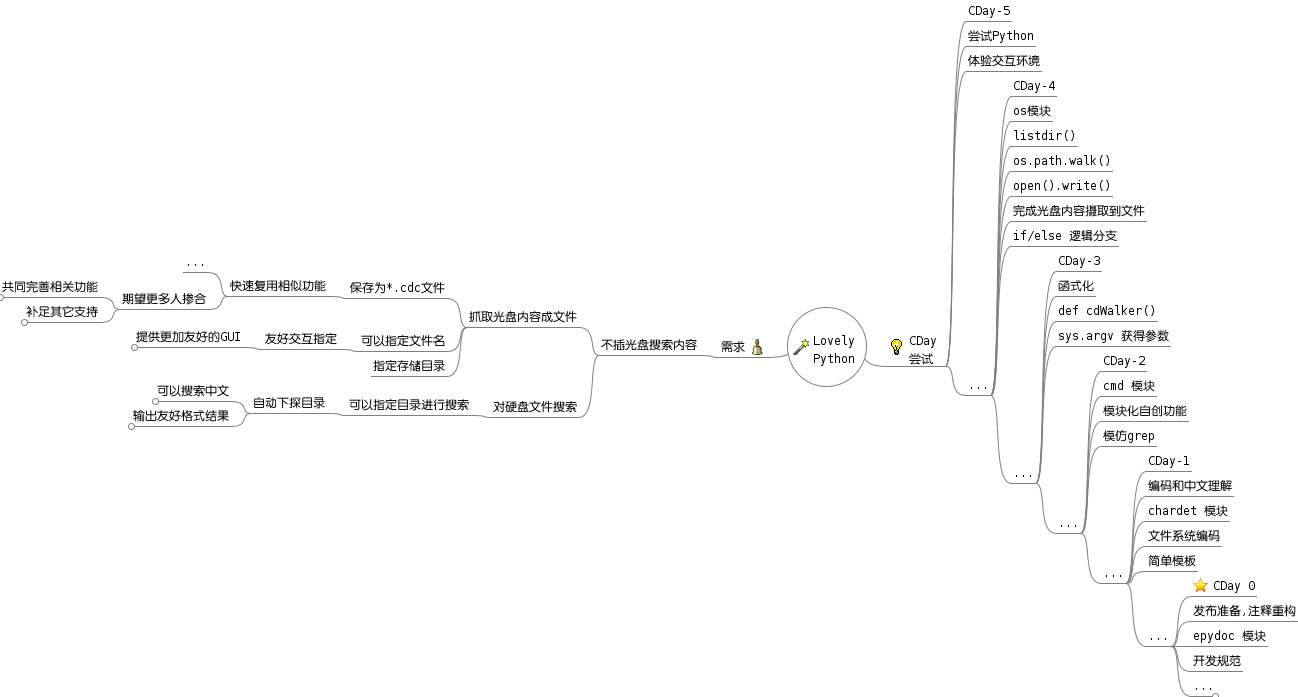 Lovely
Python
CDay
尝试
CDay-5
尝试Python
体验交互环境
...
CDay-4
os模块
listdir()
os.path.walk()
open().write()
完成光盘内容摄取到文件
if/else 逻辑分支
...
CDay-3
函式化
def cdWalker()
sys.argv 获得参数
...
CDay-2
cmd 模块
模块化自创功能
模仿grep
...
CDay-1
编码和中文理解
chardet 模块
文件系统编码
简单模板
...
CDay 0
发布准备,注释重构
epydoc 模块
开发规范
...
需求
不插光盘搜索内容
抓取光盘内容成文件
保存为*.cdc文件
快速复用相似功能
...
期望更多人掺合
共同完善相关功能
补足其它支持
可以指定文件名
友好交互指定
提供更加友好的GUI
指定存储目录
对硬盘文件搜索
可以指定目录进行搜索
自动下探目录
可以搜索中文
输出友好格式结果